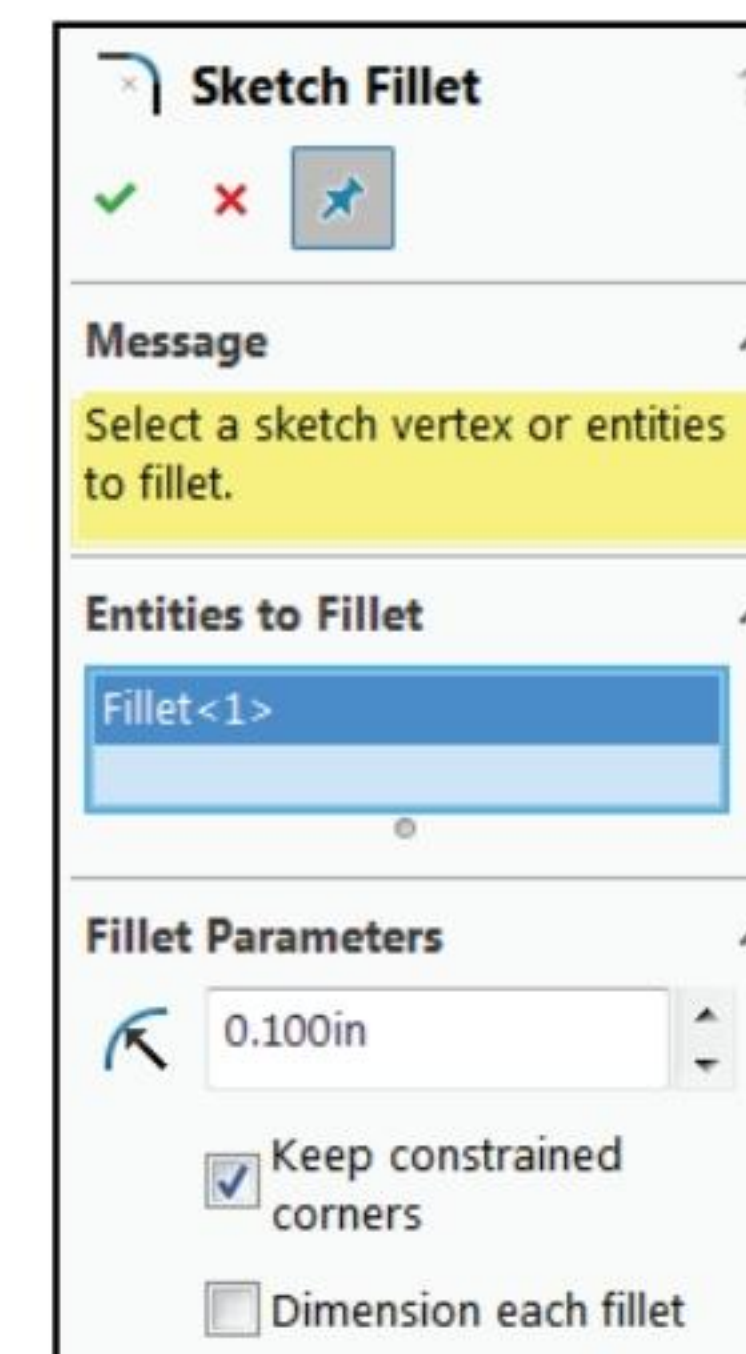 Sketch Fillet
Message
Select a sketch vertex or entities
to fillet.
Entities to Fillet
Fillet<1>
Fillet Parameters
0.100in
Keep constrained
corners
Dimension each fillet